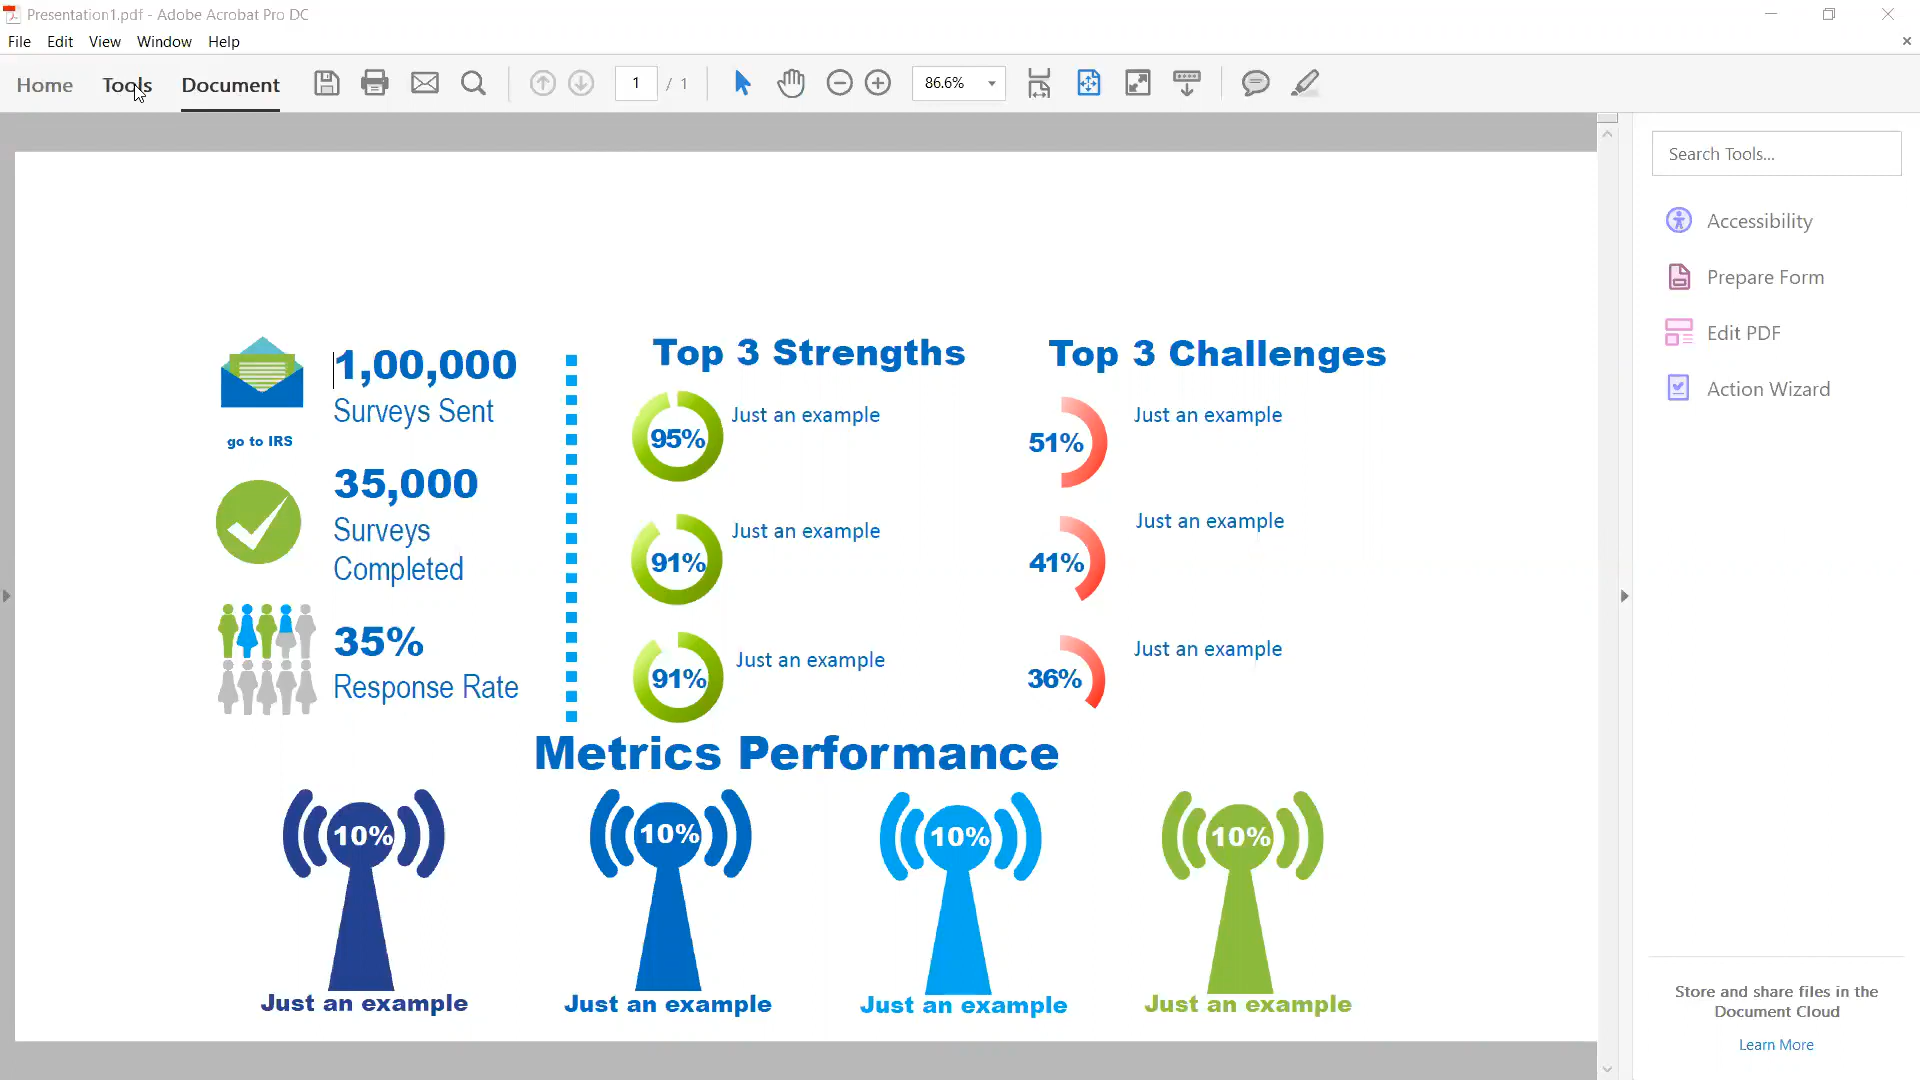 Presentation1.pdf - Adobe Acrobat Pro DC
File Edit View Window Help
Home Tools Document 1 / 1 86.6%
Search Tools...
Accessibility
Prepare Form
Edit PDF
Action Wizard
Store and share files in the
Document Cloud
Learn More
1,00,000
Surveys Sent
go to IRS
35,000
Surveys
Completed
35%
Response Rate
Top 3 Strengths
95% Just an example
91% Just an example
91% Just an example
Top 3 Challenges
51% Just an example
41% Just an example
36% Just an example
Metrics Performance
10% 10% 10% 10%
Just an example Just an example Just an example Just an example